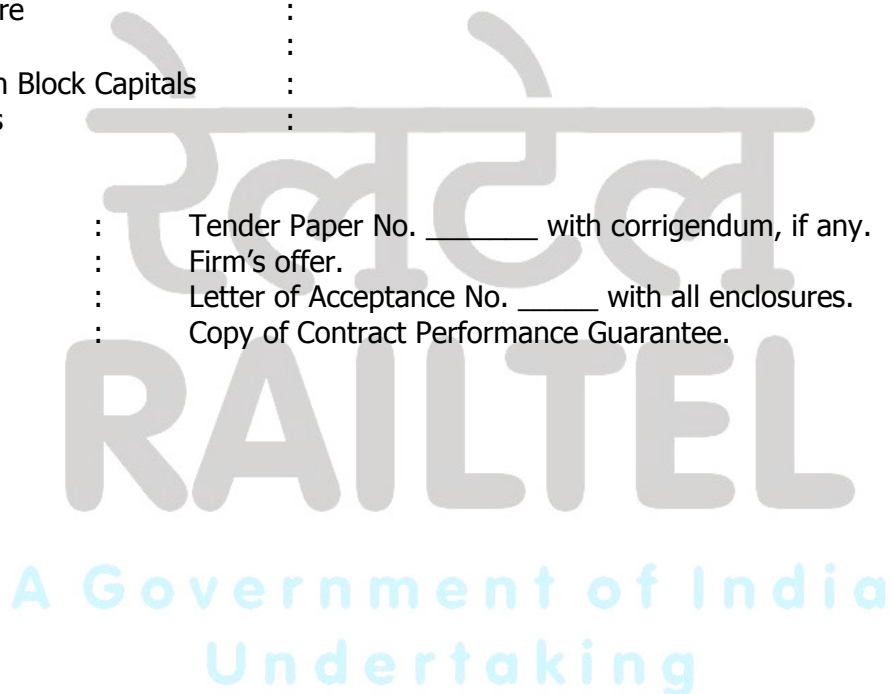 re :
:
n Block Capitals :
s :
: Tender Paper No. _______ with corrigendum, if any.
: Firm’s offer.
: Letter of Acceptance No. _____ with all enclosures.
: Copy of Contract Performance Guarantee.
रेलटेल
RAILTEL
A Government of India
Undertaking